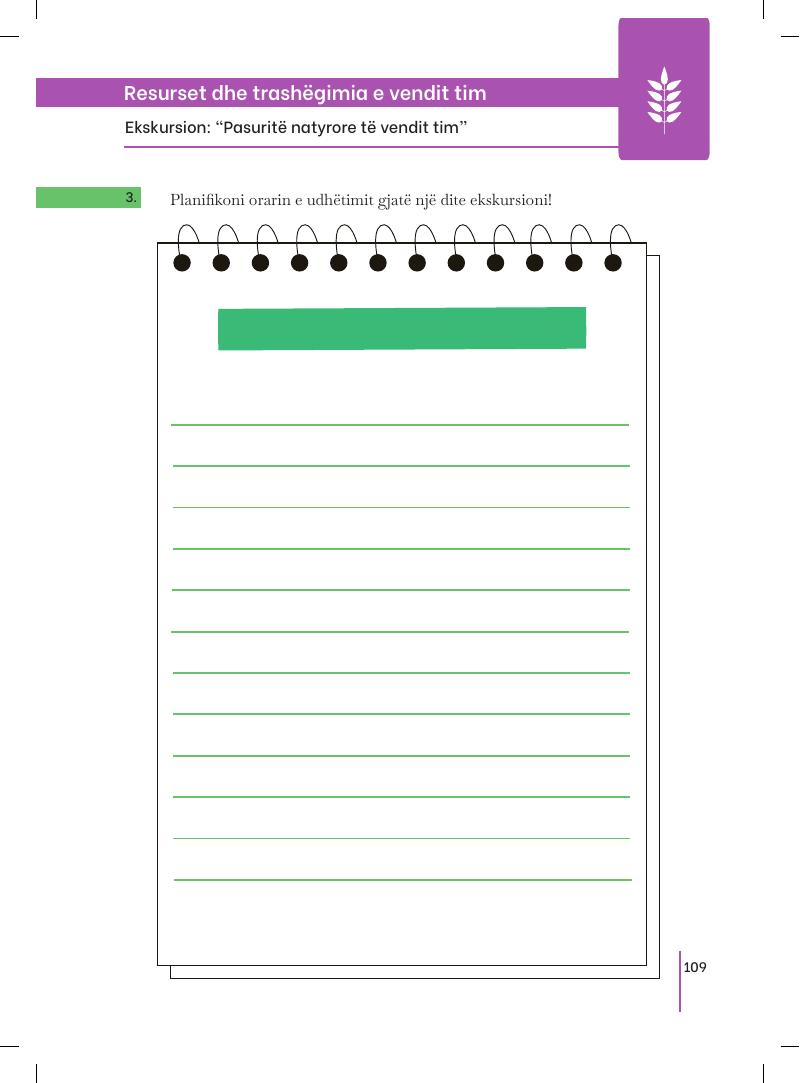 Resurset dhe trashëgimia e vendit tim
Ekskursion: “Pasuritë natyrore të vendit tim”
3. Planifikoni orarin e udhëtimit gjatë një dite ekskursioni!
109